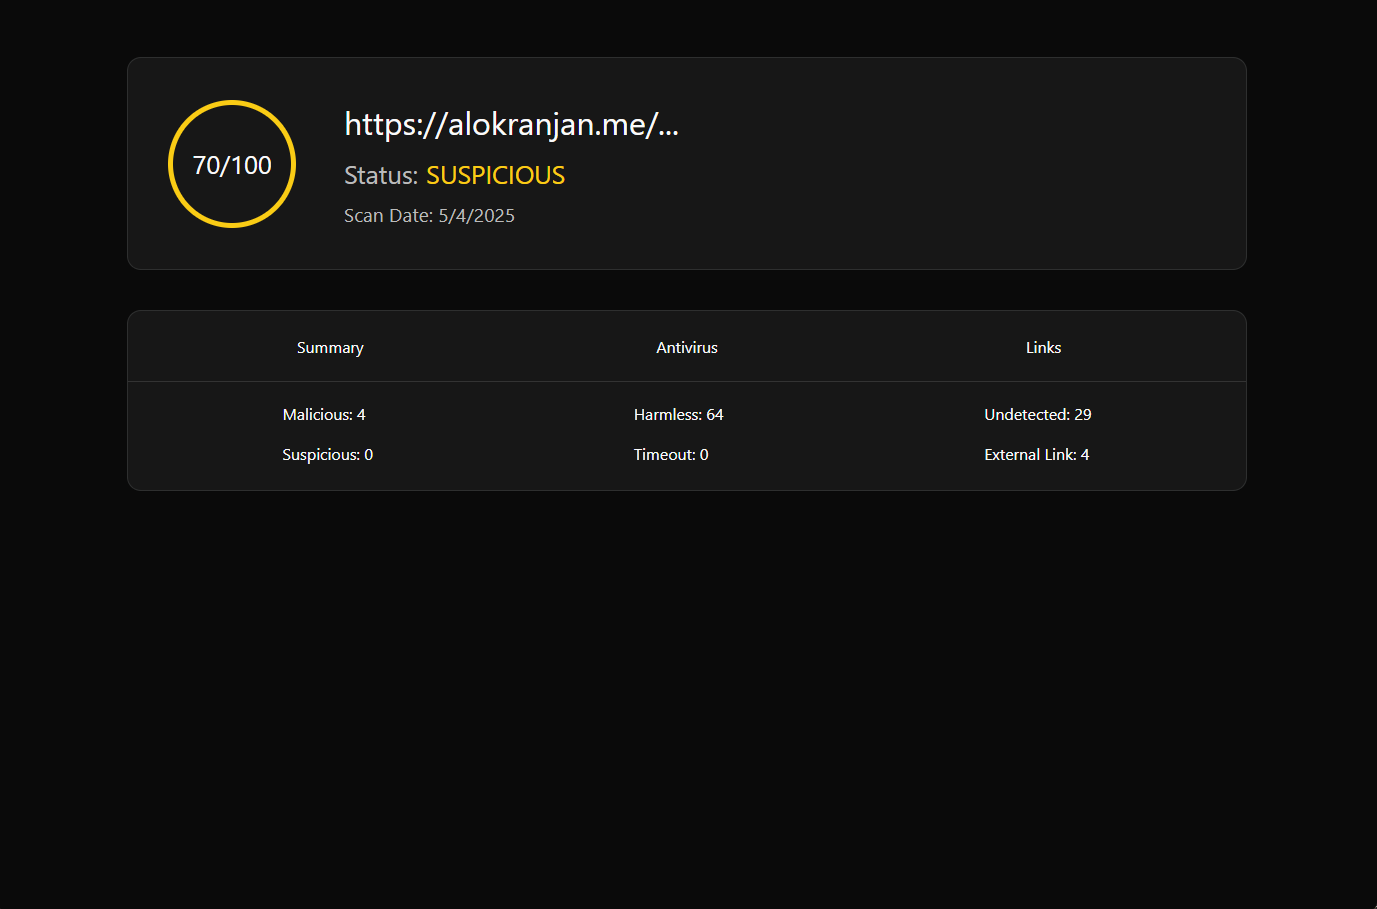 70/100
https://alokranjan.me/...
Status: SUSPICIOUS
Scan Date: 5/4/2025
Summary Antivirus Links
Malicious: 4 Harmless: 64 Undetected: 29
Suspicious: 0 Timeout: 0 External Link: 4